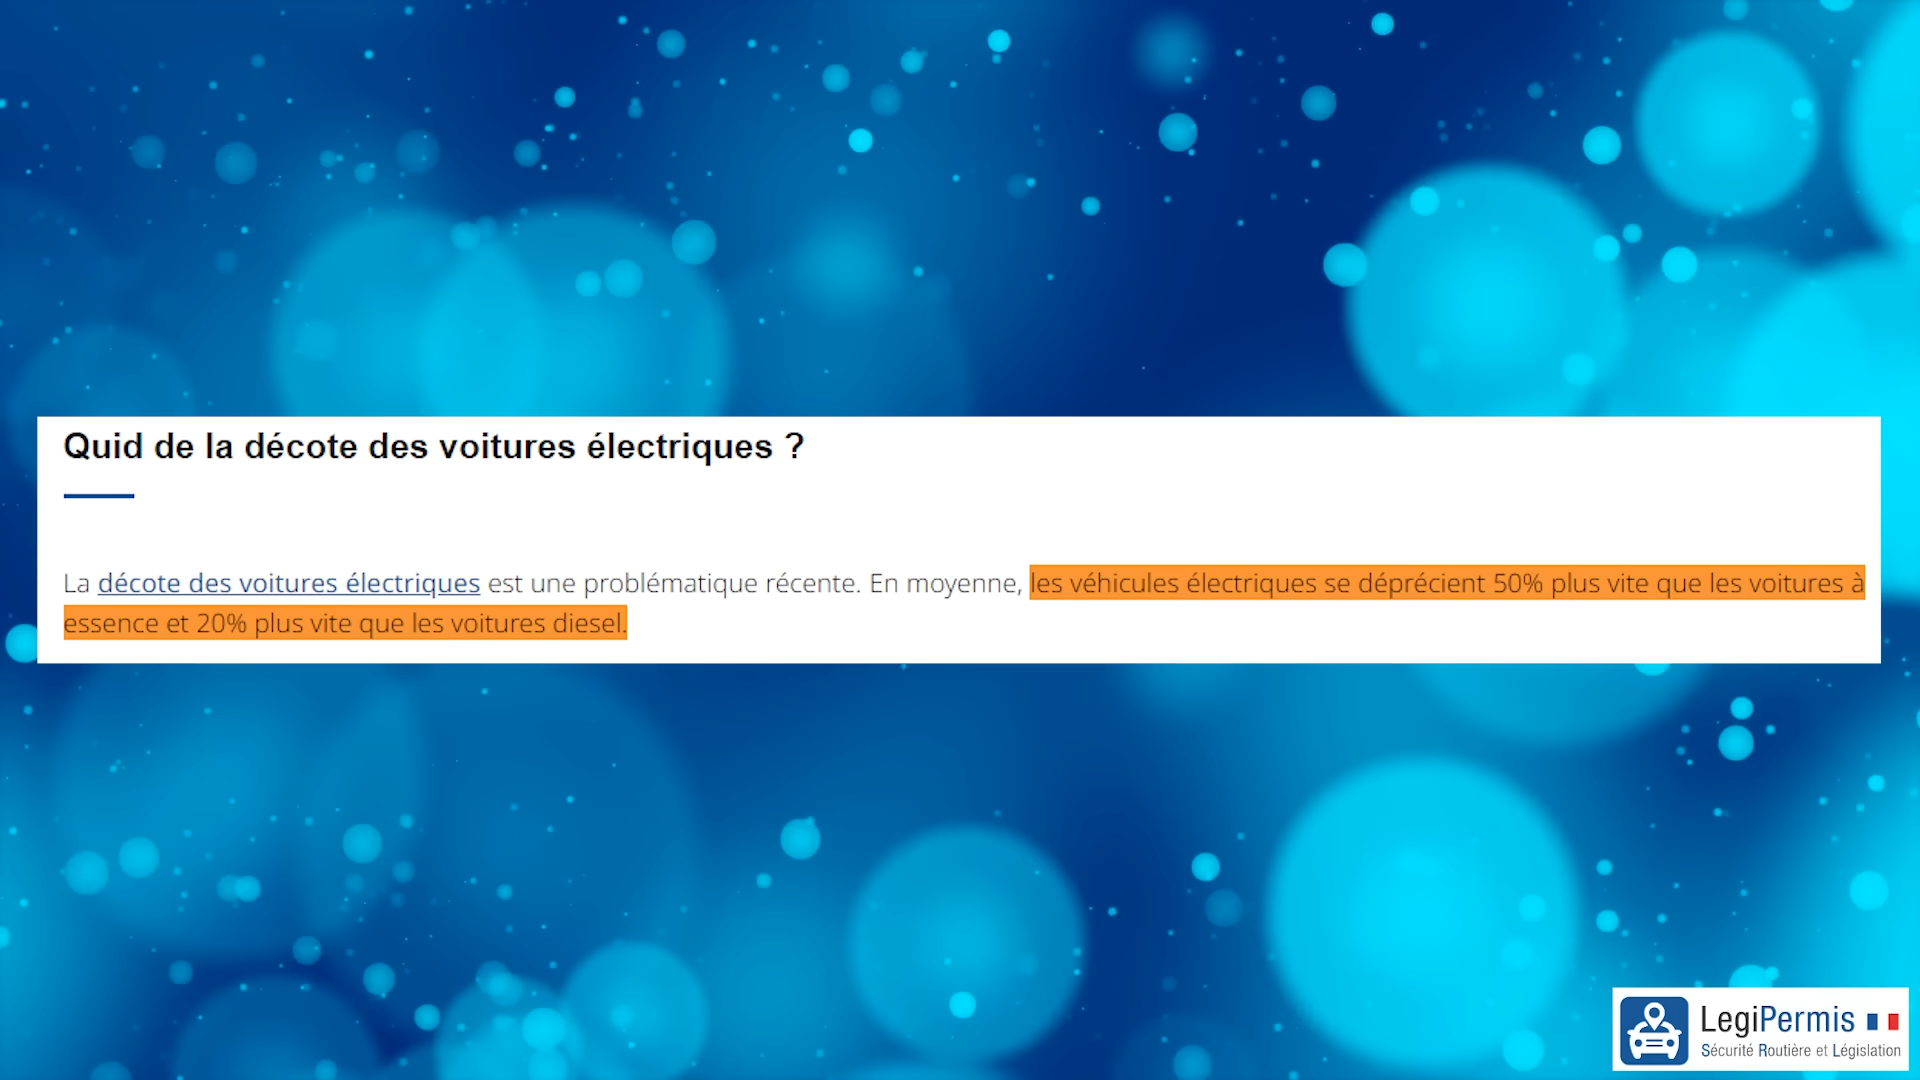 Quid de la décote des voitures électriques ?
La décote des voitures électriques est une problématique récente. En moyenne, les véhicules électriques se déprécient 50% plus vite que les voitures à
essence et 20% plus vite que les voitures diesel.
LegiPermis
Sécurité Routière et Législation